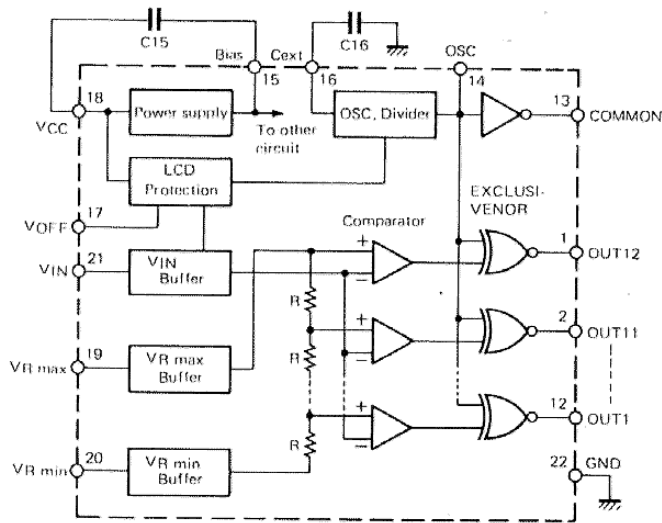 C15
C16
Bias
Cext
OSC
15
16
14
18
VCC
Power supply
To other
circuit
OSC, Divider
13
COMMON
LCD
Protection
17
VOFF
EXCLUSI-
VENOR
Comparator
21
VIN
VIN
Buffer
+
−
1
OUT12
R
+
−
2
OUT11
19
VR max
VR max
Buffer
R
+
−
12
OUT1
R
20
VR min
VR min
Buffer
22
GND